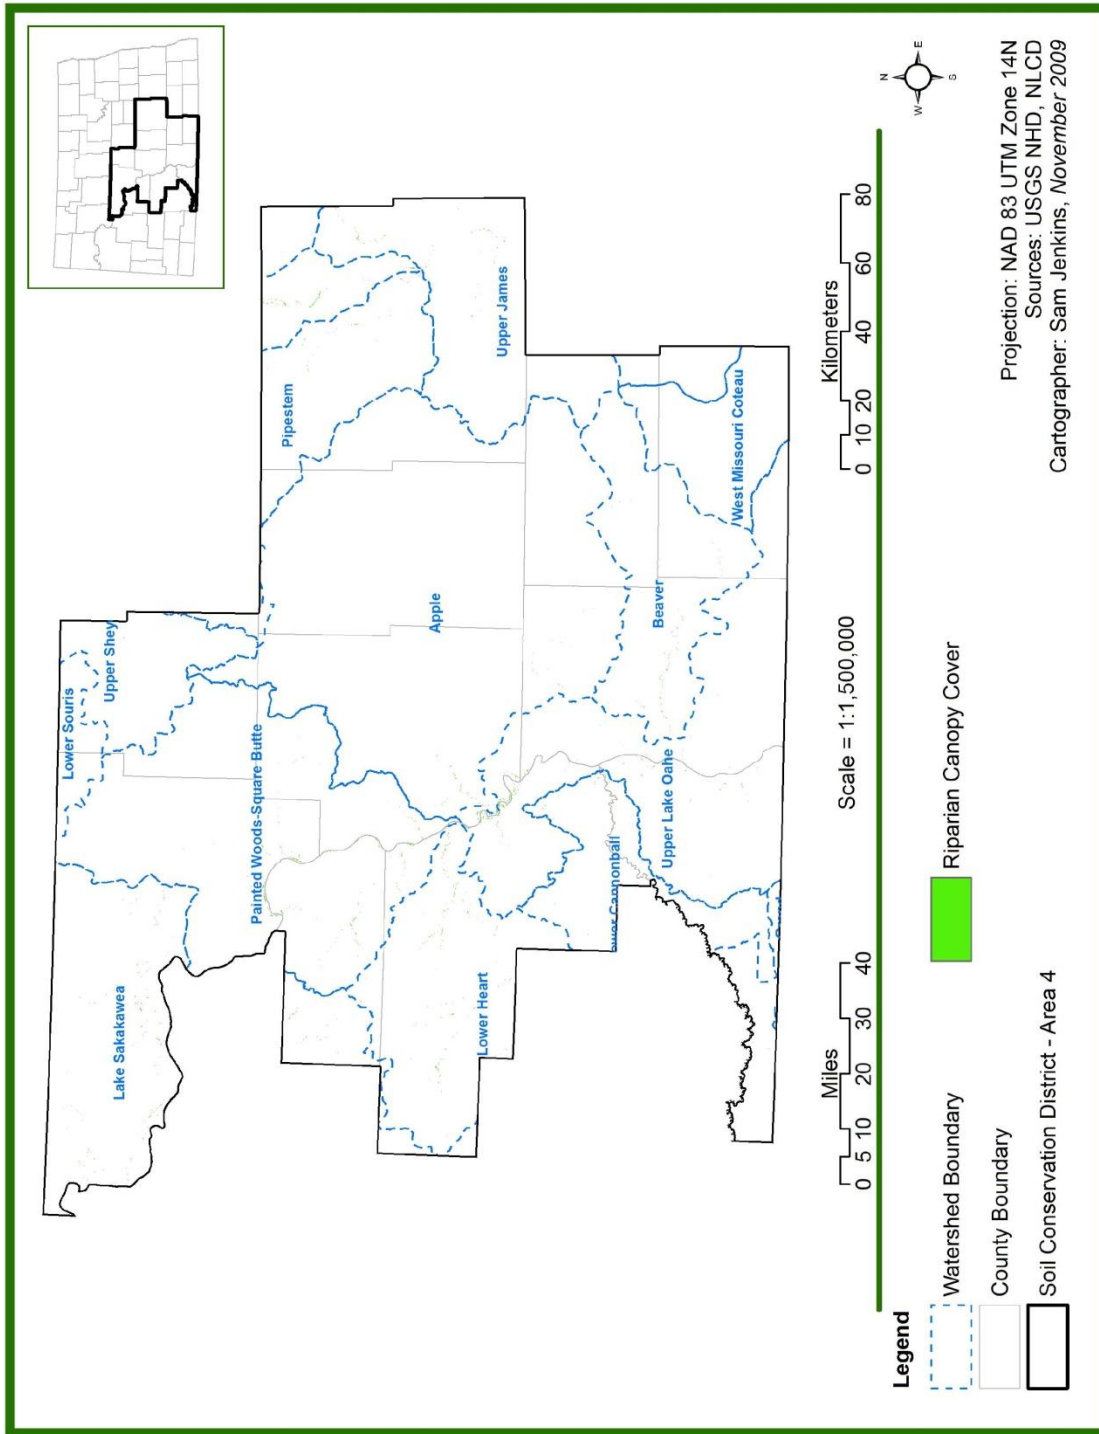 Lower Souris
Upper Shey
Lake Sakakawea
Painted Woods-Square Butte
Pipestem
Apple
Upper James
Lower Heart
Beaver
ower Cannonball
Upper Lake Oahe
West Missouri Coteau
Miles
0 5 10 20 30 40
Scale = 1:1,500,000
Kilometers
0 10 20 40 60 80
N
E
S
W
Legend
Watershed Boundary
County Boundary
Soil Conservation District - Area 4
Riparian Canopy Cover
Projection: NAD 83 UTM Zone 14N
Sources: USGS NHD, NLCD
Cartographer: Sam Jenkins, November 2009